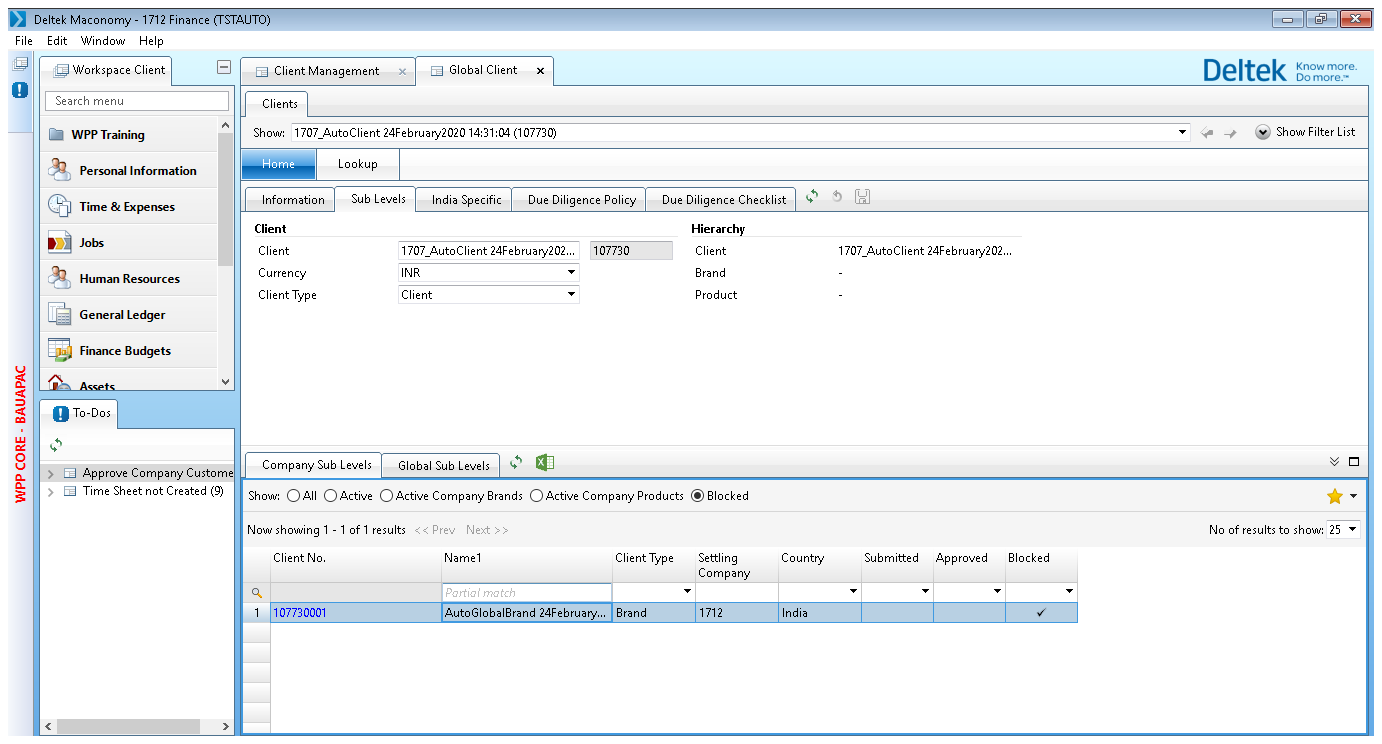 Deltek Maconomy - 1712 Finance (TSTAUTO)
File Edit Window Help
Workspace Client
Client Management
Global Client
Deltek Know more. Do more.™
Search menu
WPP Training
Personal Information
Time & Expenses
Jobs
Human Resources
General Ledger
Finance Budgets
Assets
WPP CORE - BAUAPAC
To-Dos
Approve Company Custome
Time Sheet not Created (9)
Clients
Show: 1707_AutoClient 24February2020 14:31:04 (107730) Show Filter List
Home Lookup
Information Sub Levels India Specific Due Diligence Policy Due Diligence Checklist
Client
Client 1707_AutoClient 24February202... 107730
Currency INR
Client Type Client
Hierarchy
Client 1707_AutoClient 24February202...
Brand -
Product -
Company Sub Levels Global Sub Levels
Show: All Active Active Company Brands Active Company Products Blocked
Now showing 1 - 1 of 1 results << Prev Next >> No of results to show: 25
Client No. Name1 Client Type Settling Company Country Submitted Approved Blocked
Partial match
1 107730001 AutoGlobalBrand 24February... Brand 1712 India ✓